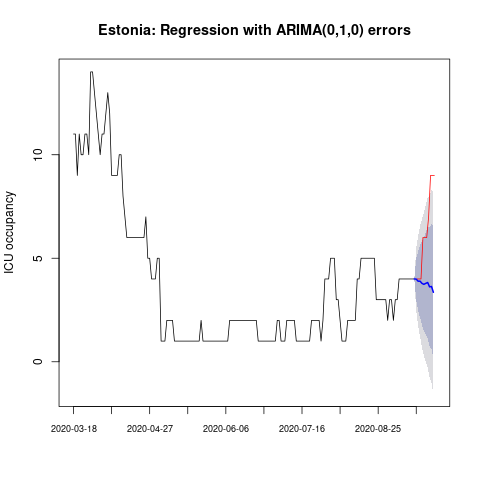 Estonia: Regression with ARIMA(0,1,0) errors
ICU occupancy
10
5
0
2020-03-18 2020-04-27 2020-06-06 2020-07-16 2020-08-25